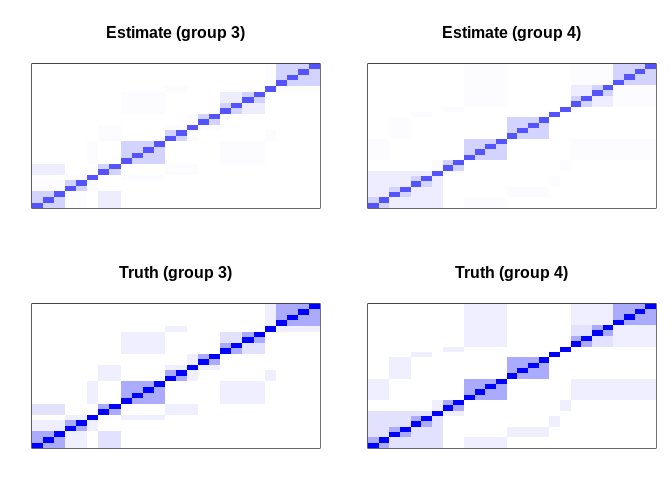 Estimate (group 3)
Estimate (group 4)
Truth (group 3)
Truth (group 4)